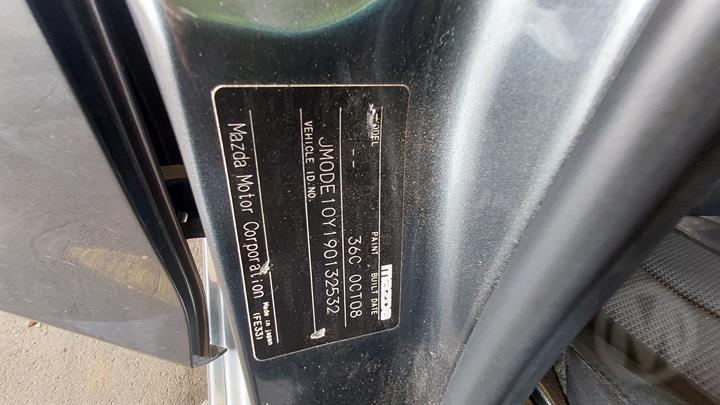 mazda
MODEL PAINT BUILT DATE
-- 36C OCT08
JM0DE10Y190132532
VEHICLE ID.NO.
Mazda Motor Corporation Made in Japan
(FE33)